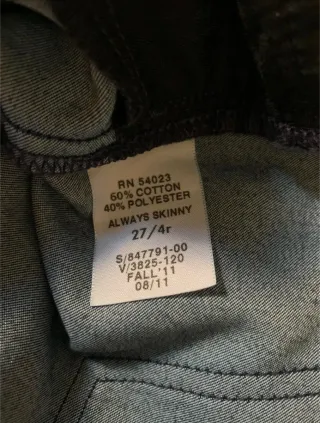 RN 54023
60% COTTON
40% POLYESTER
ALWAYS SKINNY
27/4r
S/847791-00
V/3825-120
FALL'11
08/11